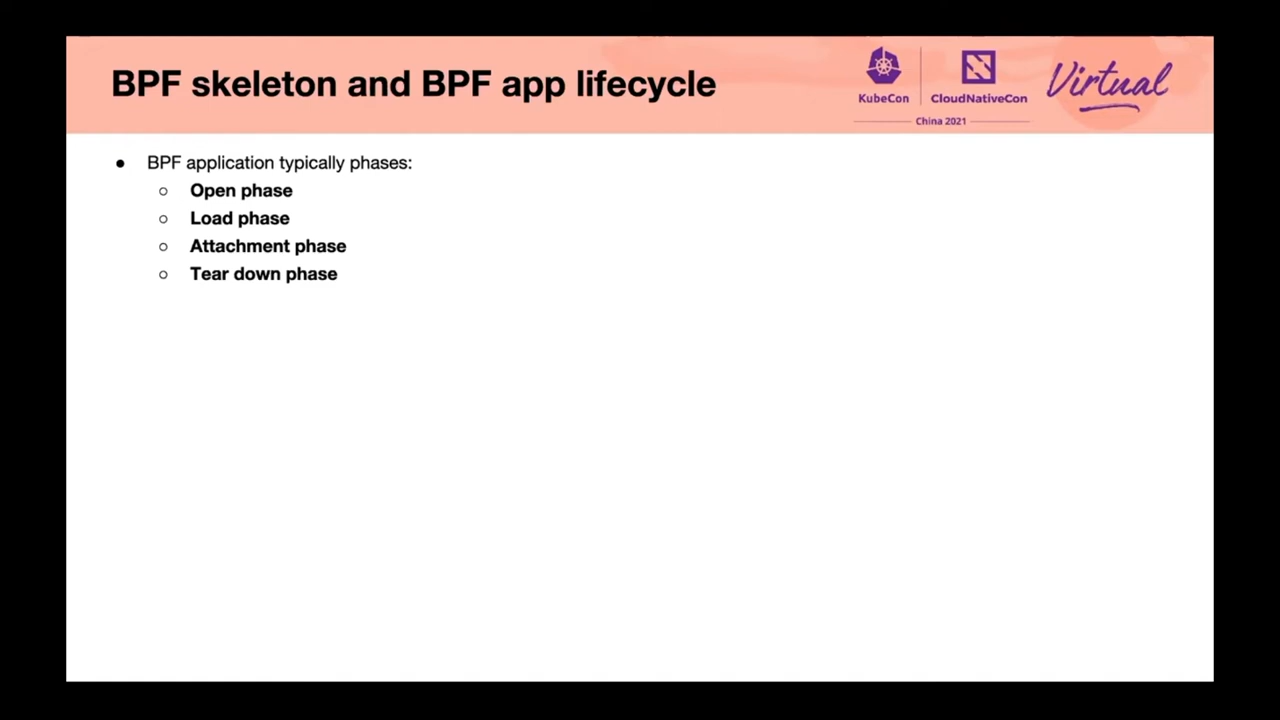 BPF skeleton and BPF app lifecycle
KubeCon
CloudNativeCon
China 2021
Virtual
● BPF application typically phases:
○ Open phase
○ Load phase
○ Attachment phase
○ Tear down phase